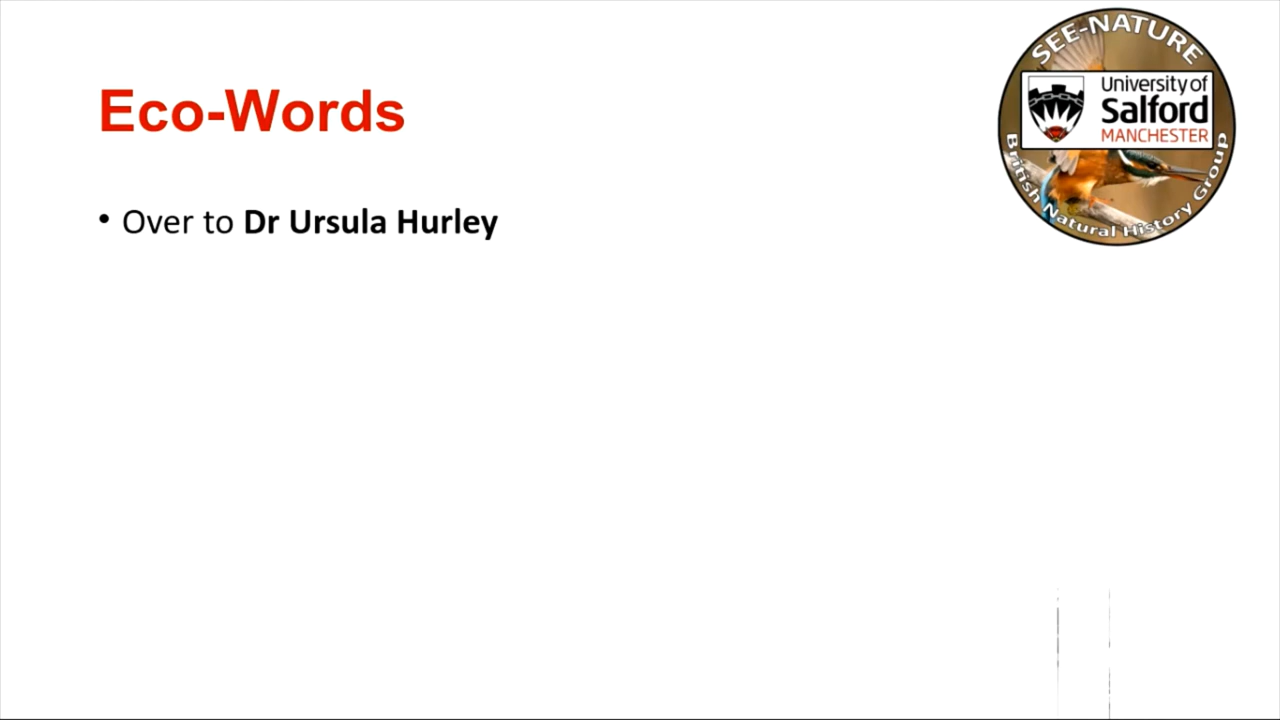 SEE-NATURE
University of
Salford
MANCHESTER
British Natural History Group
Eco-Words
• Over to Dr Ursula Hurley